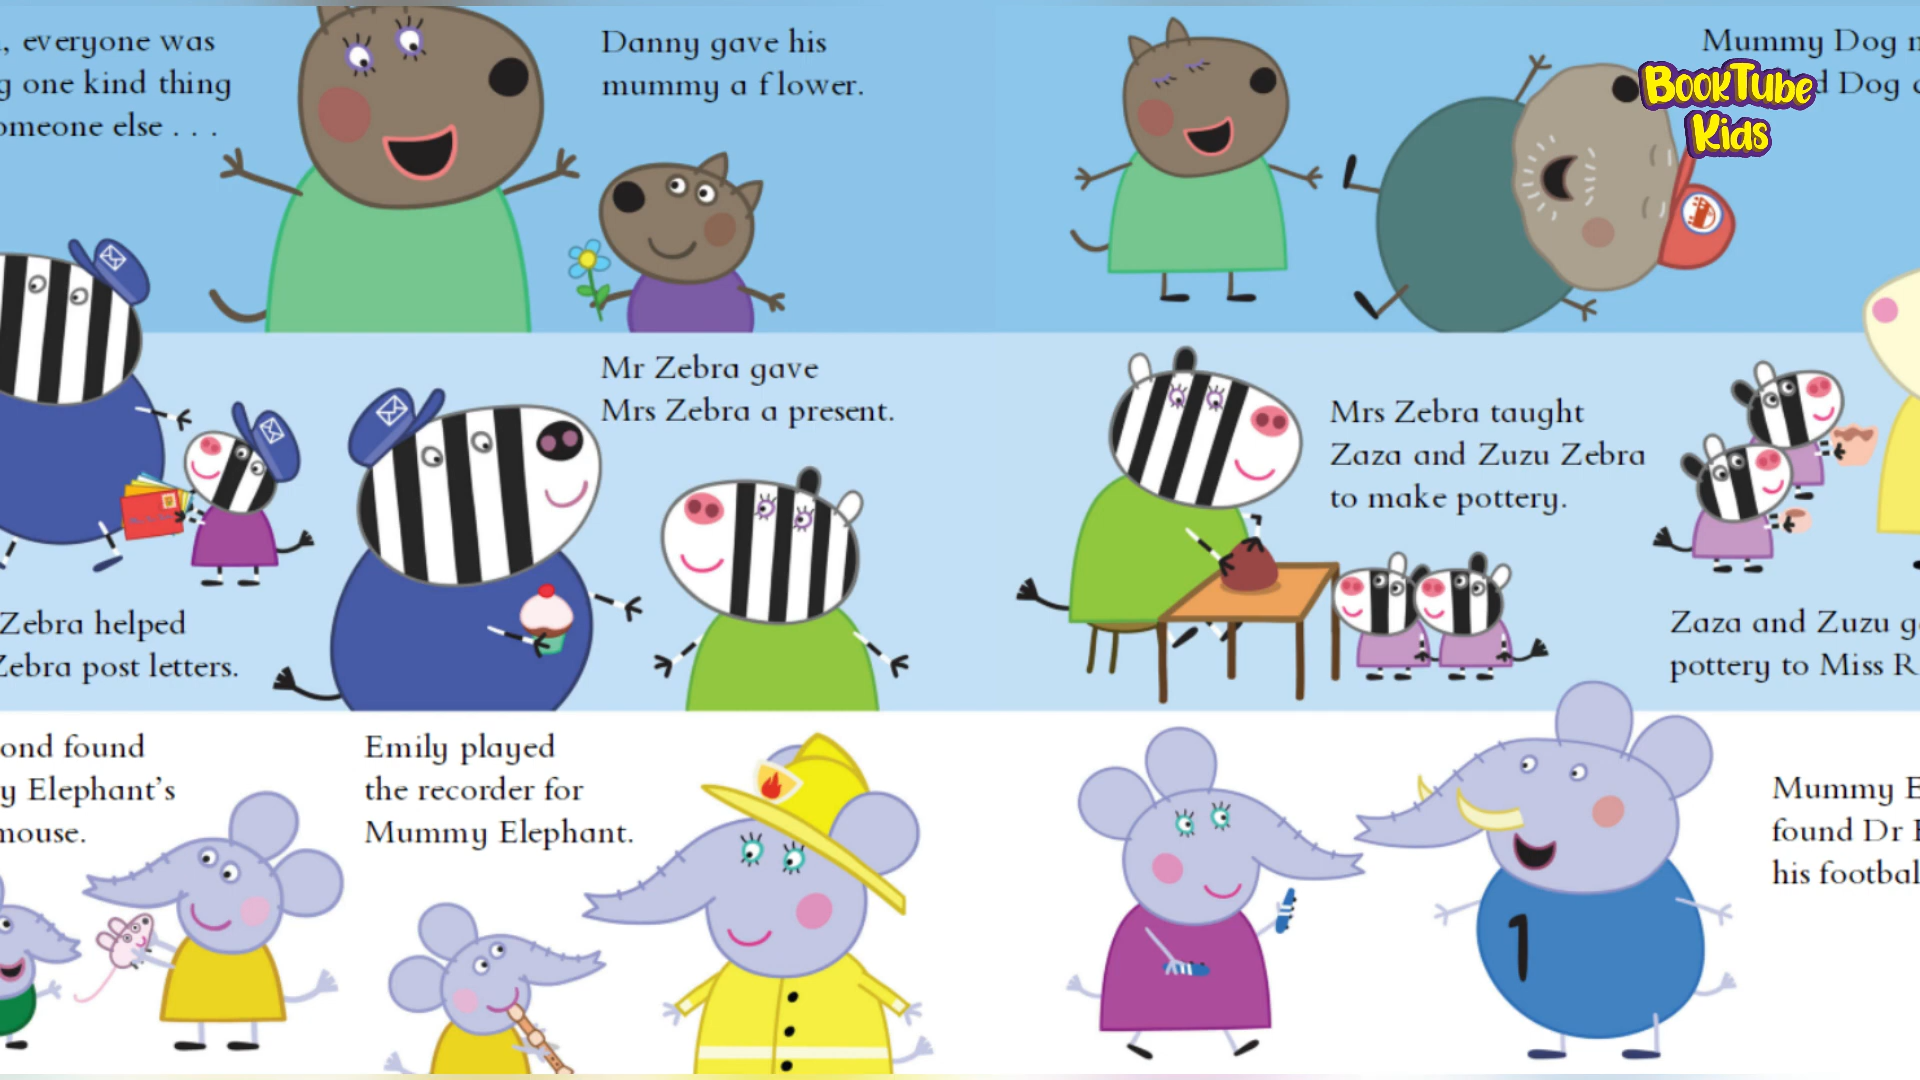 everyone was
one kind thing
omeone else . . .
Danny gave his
mummy a flower.
Mummy Dog
Dog
BookTube
Kids
Mr Zebra gave
Mrs Zebra a present.
Zebra helped
Zebra post letters.
Mrs Zebra taught
Zaza and Zuzu Zebra
to make pottery.
Zaza and Zuzu
pottery to Miss R
ond found
y Elephant's
mouse.
Emily played
the recorder for
Mummy Elephant.
1
Mummy E
found Dr
his footbal